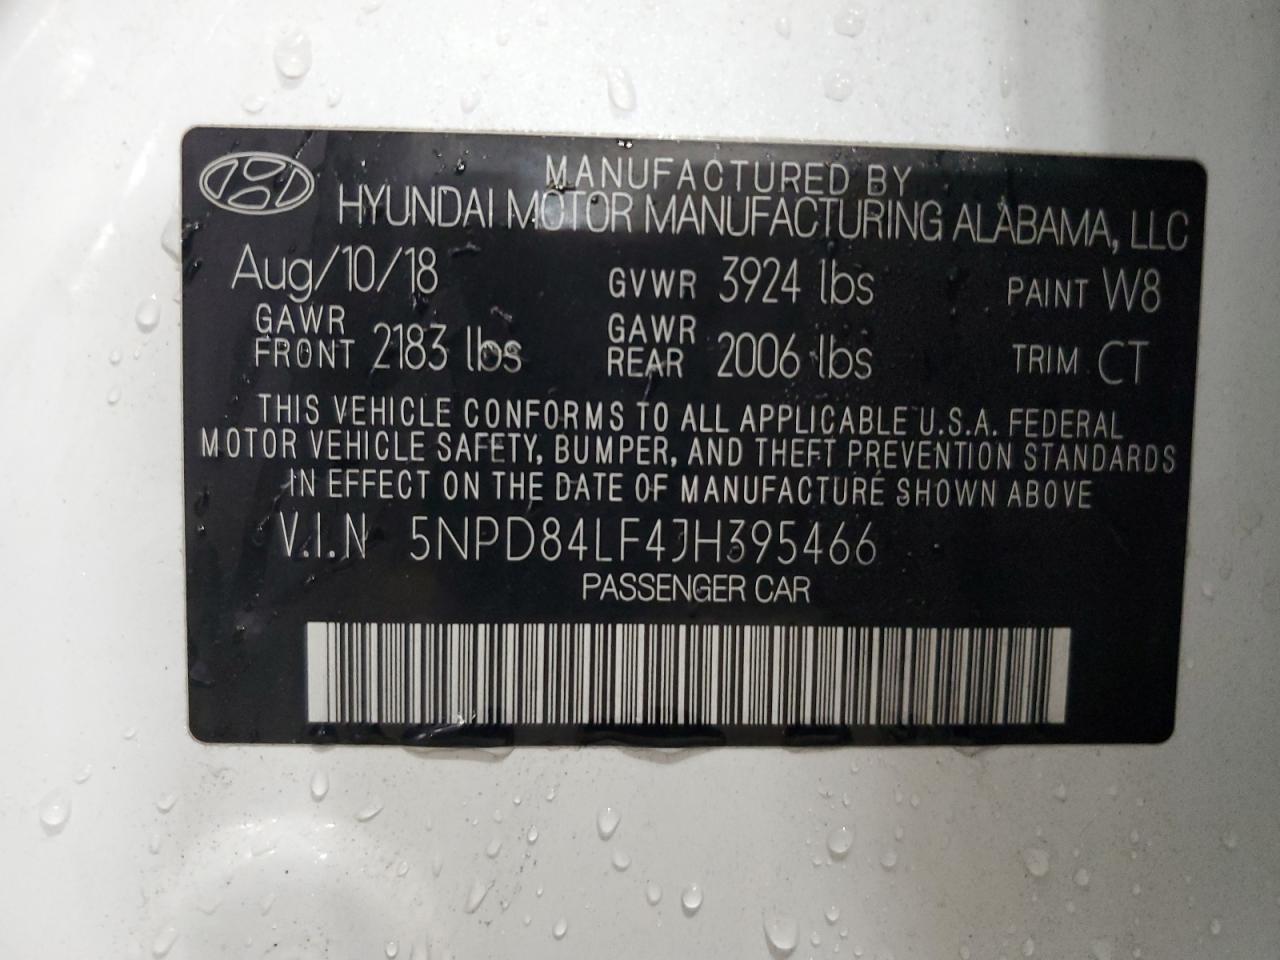 MANUFACTURED BY
HYUNDAI MOTOR MANUFACTURING ALABAMA, LLC
Aug/10/18 GVWR 3924 lbs PAINT W8
GAWR FRONT 2183 lbs GAWR REAR 2006 lbs TRIM CT
THIS VEHICLE CONFORMS TO ALL APPLICABLE U.S.A. FEDERAL
MOTOR VEHICLE SAFETY, BUMPER, AND THEFT PREVENTION STANDARDS
IN EFFECT ON THE DATE OF MANUFACTURE SHOWN ABOVE
V.I.N 5NPD84LF4JH395466
PASSENGER CAR